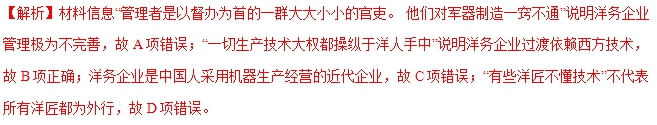 【解析】材料信息“管理者是以督办为首的一群大大小小的官吏。 他们对军器制造一窍不通”说明洋务企业
管理极为不完善，故 A 项错误；“一切生产技术大权都操纵于洋人手中”说明洋务企业过渡依赖西方技术，
故 B 项正确；洋务企业是中国人采用机器生产经营的近代企业，故 C 项错误；“有些洋匠不懂技术”不代表
所有洋匠都为外行，故 D 项错误。